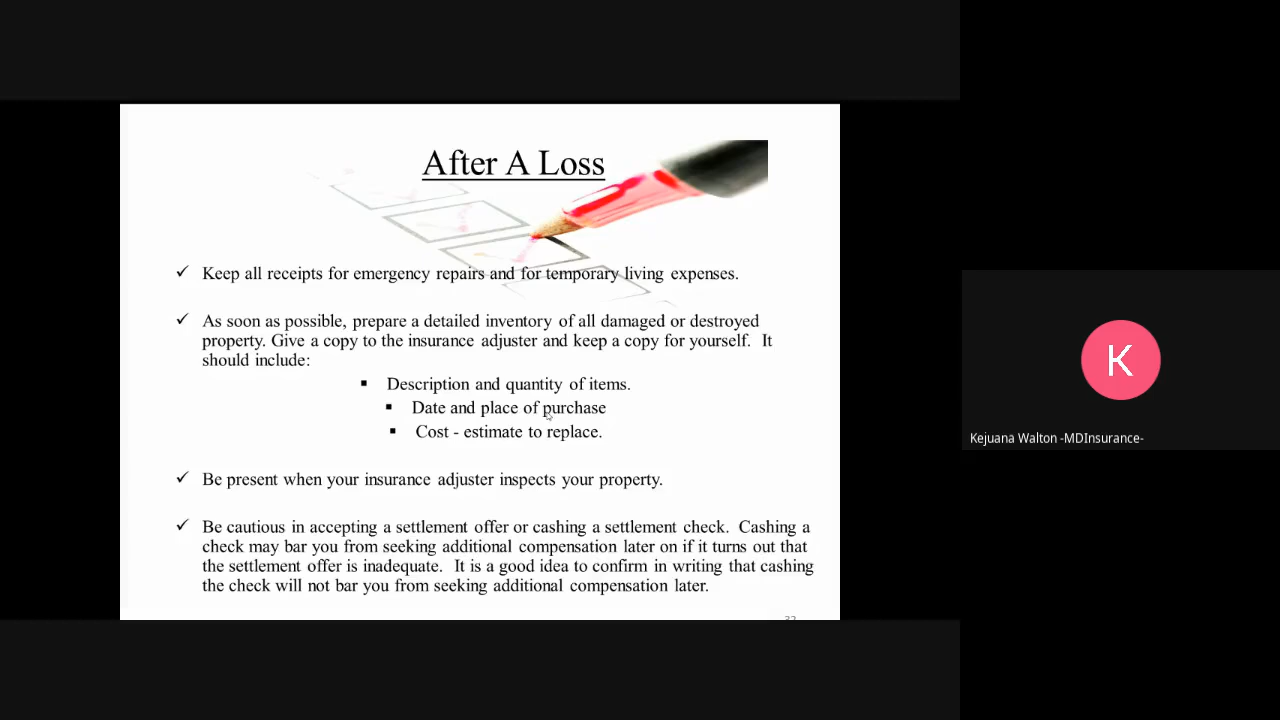 After A Loss
✓ Keep all receipts for emergency repairs and for temporary living expenses.
✓ As soon as possible, prepare a detailed inventory of all damaged or destroyed
property. Give a copy to the insurance adjuster and keep a copy for yourself. It
should include:
▪ Description and quantity of items.
▪ Date and place of purchase
▪ Cost - estimate to replace.
✓ Be present when your insurance adjuster inspects your property.
✓ Be cautious in accepting a settlement offer or cashing a settlement check. Cashing a
check may bar you from seeking additional compensation later on if it turns out that
the settlement offer is inadequate. It is a good idea to confirm in writing that cashing
the check will not bar you from seeking additional compensation later.
K
Kejuana Walton -MDInsurance-